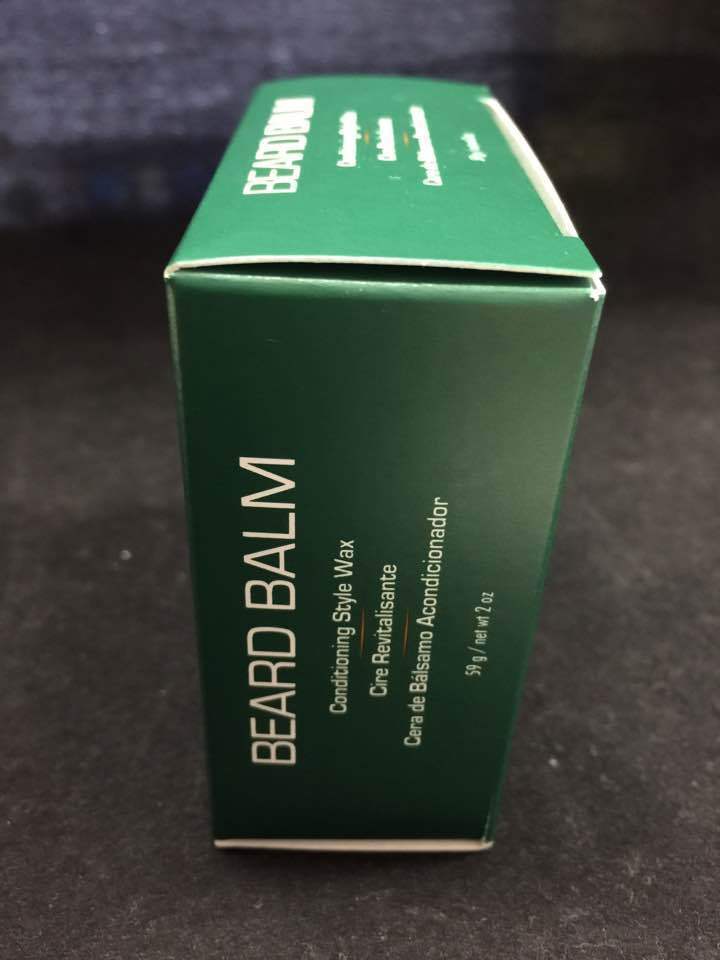 BEARD BALM
BEARD BALM
Conditioning Style Wax
Cire Revitalisante
Cera de Bálsamo Acondicionador
59 g / net wt 2 oz